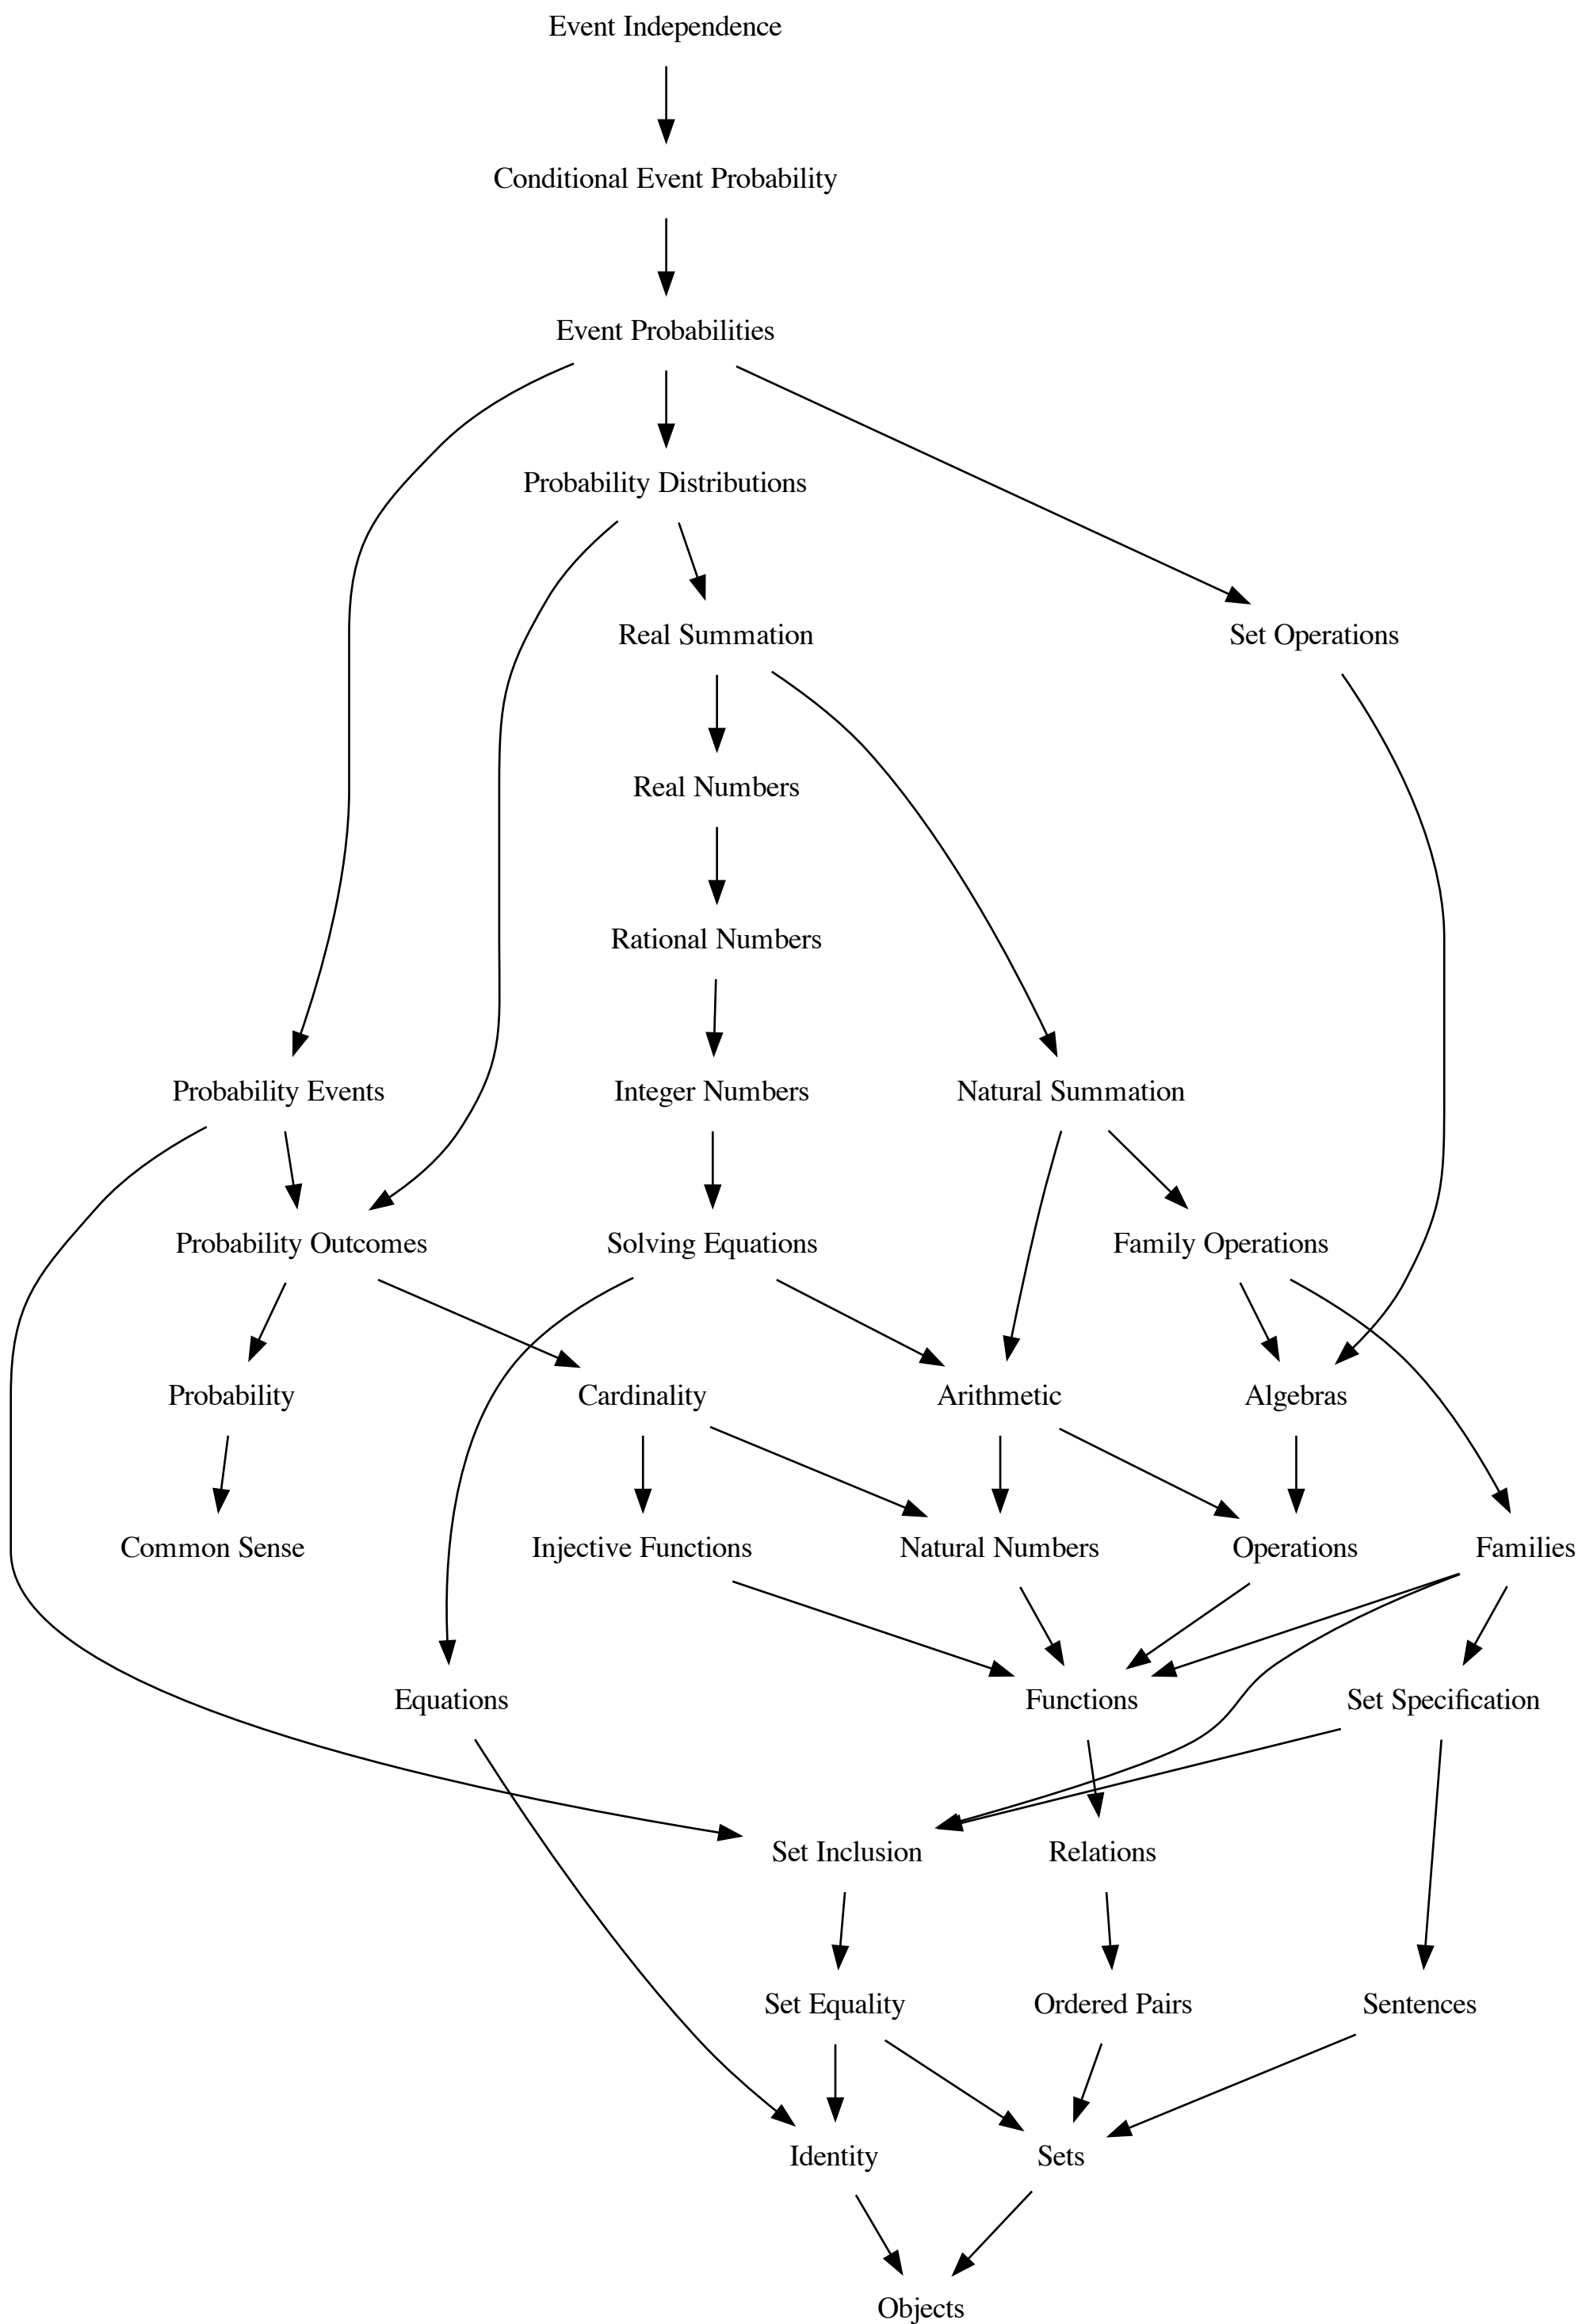 Event Independence
Conditional Event Probability
Event Probabilities
Probability Distributions
Real Summation
Set Operations
Real Numbers
Rational Numbers
Probability Events
Integer Numbers
Natural Summation
Probability Outcomes
Solving Equations
Family Operations
Probability
Cardinality
Arithmetic
Algebras
Common Sense
Injective Functions
Natural Numbers
Operations
Families
Equations
Functions
Set Specification
Set Inclusion
Relations
Set Equality
Ordered Pairs
Sentences
Identity
Sets
Objects